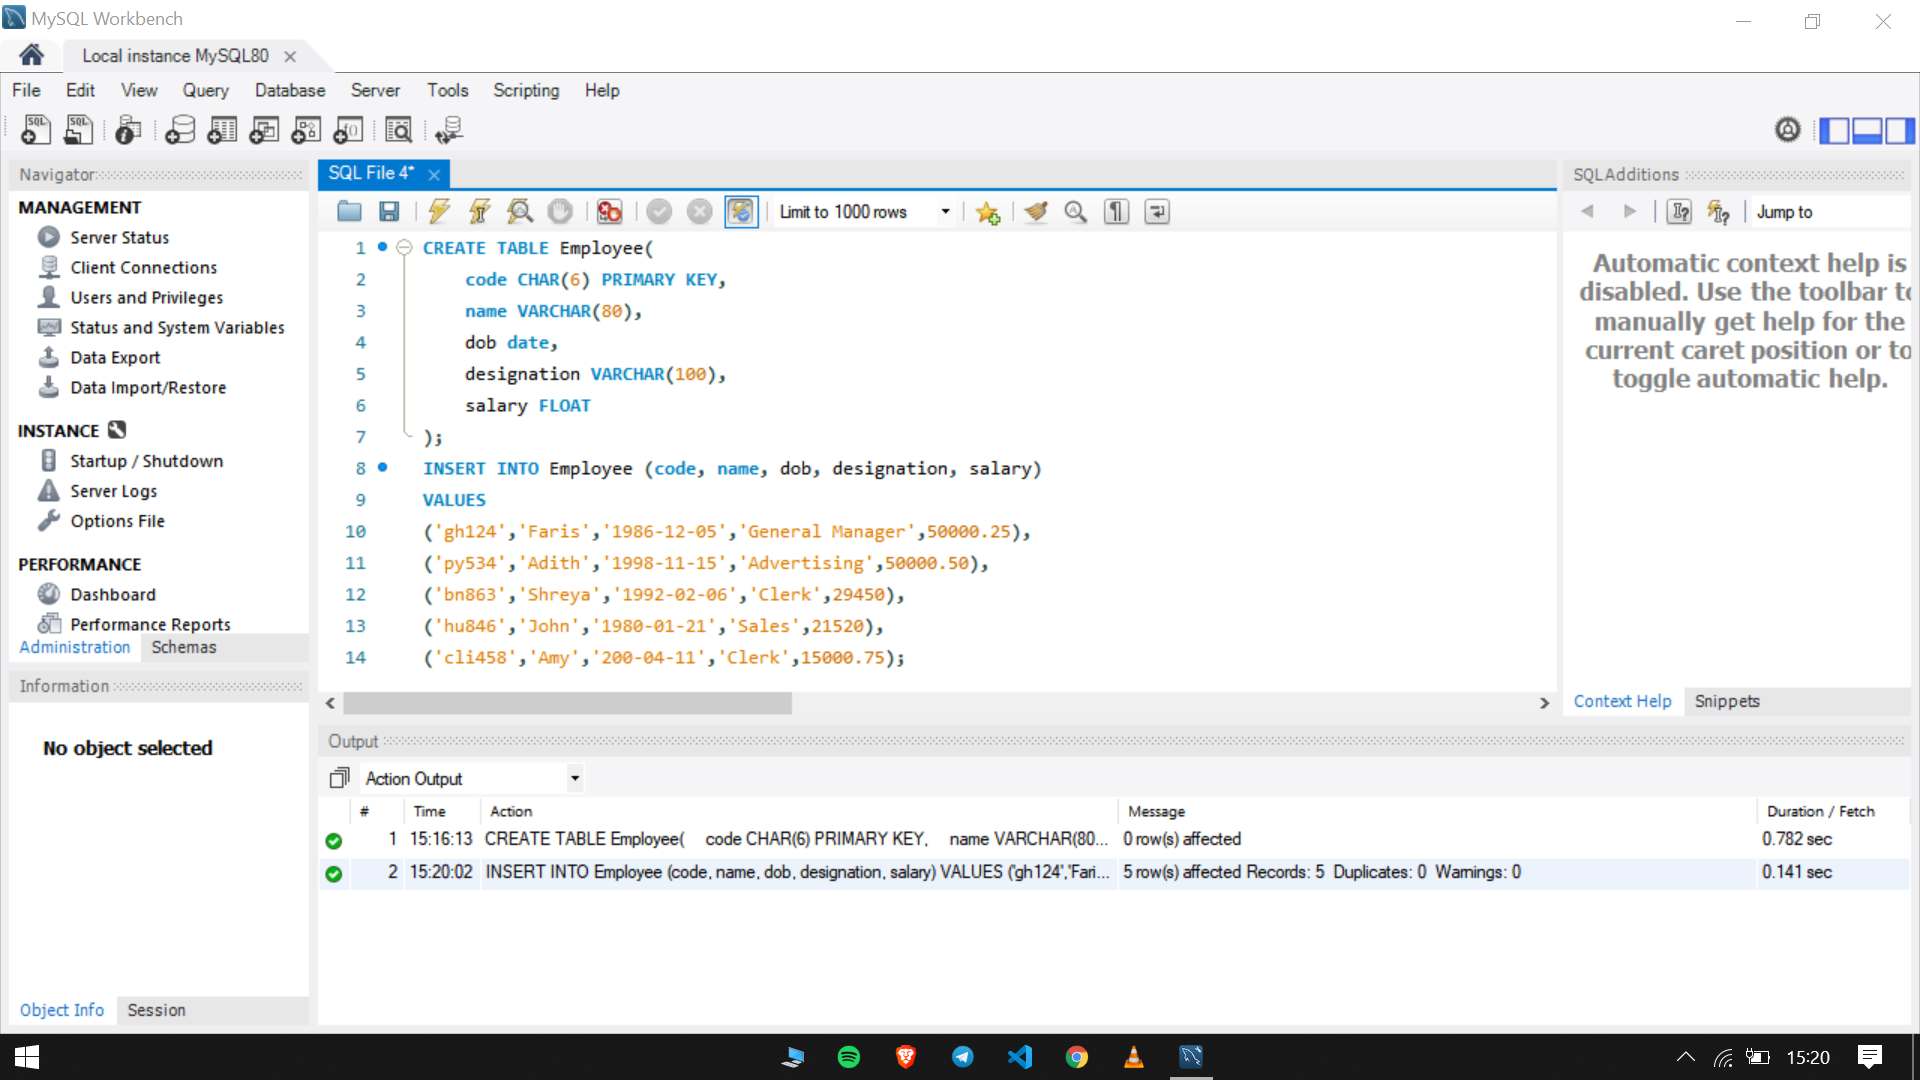 MySQL Workbench
Local instance MySQL80
File Edit View Query Database Server Tools Scripting Help
Navigator
MANAGEMENT
Server Status
Client Connections
Users and Privileges
Status and System Variables
Data Export
Data Import/Restore
INSTANCE
Startup / Shutdown
Server Logs
Options File
PERFORMANCE
Dashboard
Performance Reports
Administration Schemas
Information
No object selected
Object Info Session
SQL File 4*
Limit to 1000 rows
1 CREATE TABLE Employee(
2 code CHAR(6) PRIMARY KEY,
3 name VARCHAR(80),
4 dob date,
5 designation VARCHAR(100),
6 salary FLOAT
7 );
8 INSERT INTO Employee (code, name, dob, designation, salary)
9 VALUES
10 ('gh124','Faris','1986-12-05','General Manager',50000.25),
11 ('py534','Adith','1998-11-15','Advertising',50000.50),
12 ('bn863','Shreya','1992-02-06','Clerk',29450),
13 ('hu846','John','1980-01-21','Sales',21520),
14 ('cli458','Amy','200-04-11','Clerk',15000.75);
SQLAdditions
Jump to
Automatic context help is
disabled. Use the toolbar to
manually get help for the
current caret position or to
toggle automatic help.
Context Help Snippets
Output
Action Output
# Time Action Message Duration / Fetch
1 15:16:13 CREATE TABLE Employee( code CHAR(6) PRIMARY KEY, name VARCHAR(80... 0 row(s) affected 0.782 sec
2 15:20:02 INSERT INTO Employee (code, name, dob, designation, salary) VALUES ('gh124','Fari... 5 row(s) affected Records: 5 Duplicates: 0 Warnings: 0 0.141 sec
15:20